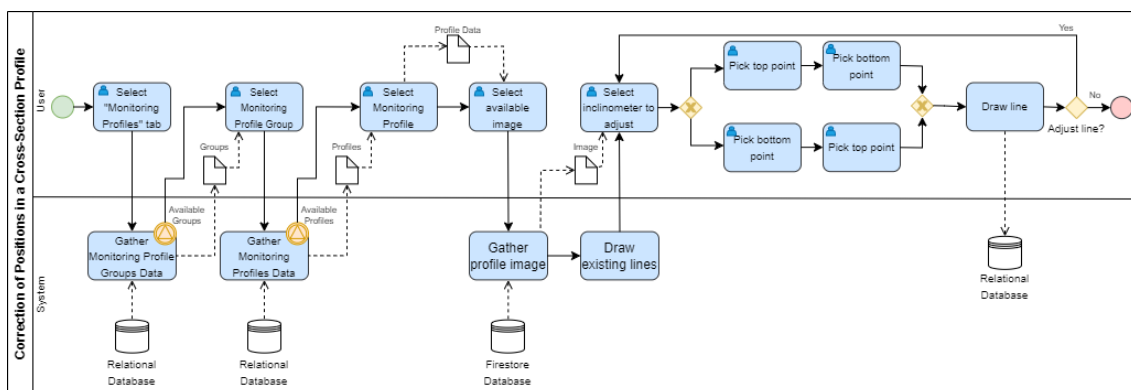 Correction of Positions in a Cross-Section Profile
User
Select
"Monitoring
Profiles" tab
Select
Monitoring
Profile Group
Select
Monitoring
Profile
Profile Data
Select
available
image
Select
inclinometer to
adjust
Pick top point
Pick bottom
point
Pick bottom
point
Pick top point
Draw line
Yes
No
Adjust line?
Groups
Profiles
Image
System
Available
Groups
Available
Profiles
Gather
Monitoring Profile
Groups Data
Gather
Monitoring
Profiles Data
Gather
profile image
Draw
existing lines
Relational
Database
Relational
Database
Firestore
Database
Relational
Database